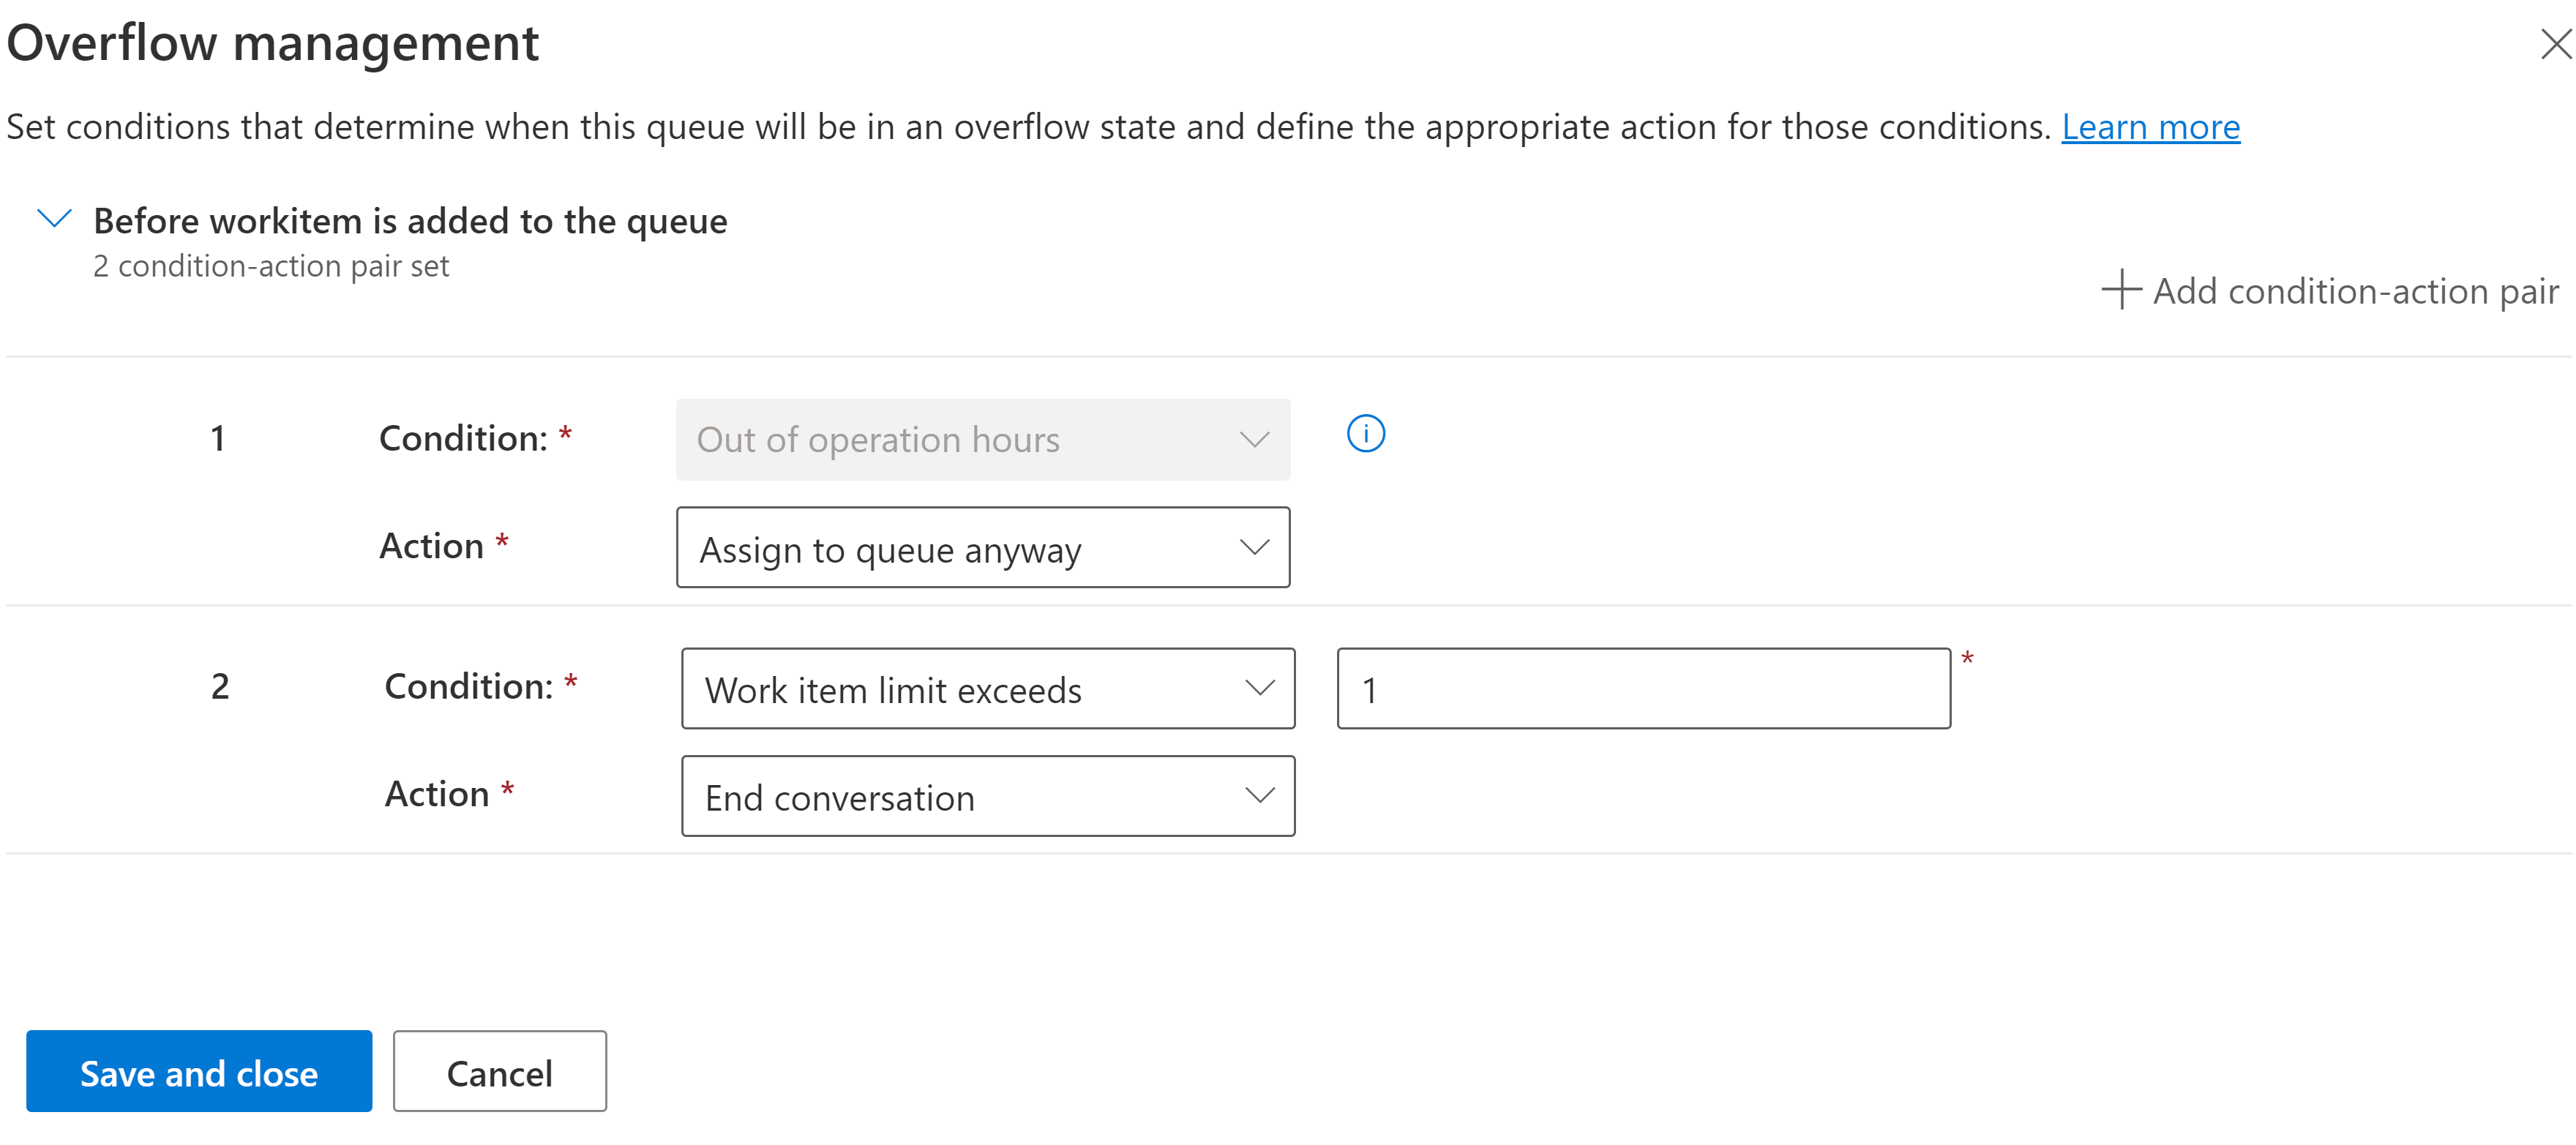 Overflow management
Set conditions that determine when this queue will be in an overflow state and define the appropriate action for those conditions. Learn more
Before workitem is added to the queue
2 condition-action pair set
Add condition-action pair
1 Condition: * Out of operation hours
Action * Assign to queue anyway
2 Condition: * Work item limit exceeds 1 *
Action * End conversation
Save and close Cancel